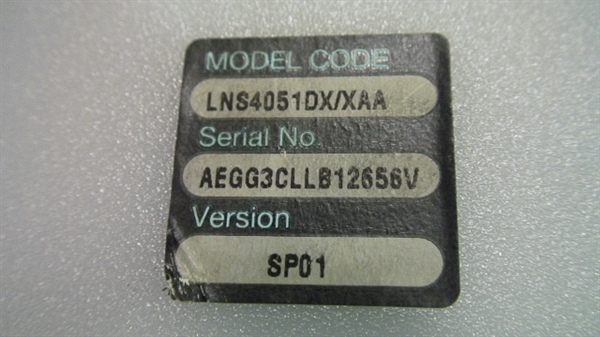 MODEL CODE
LNS4051DX/XAA
Serial No
AEGG3CLLB12656V
Version
SP01